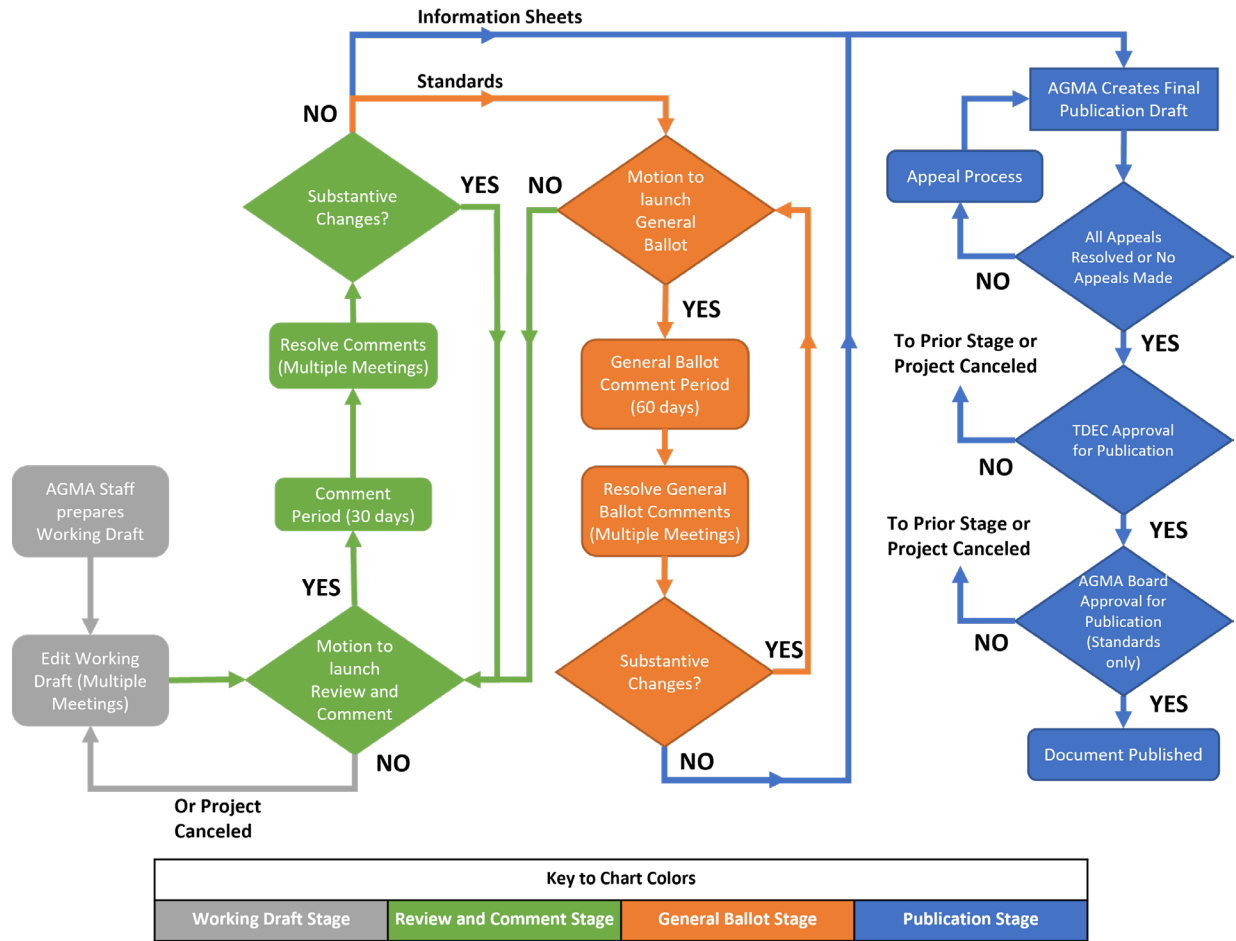 Information Sheets
Standards
NO
Substantive
Changes?
YES
Resolve Comments
(Multiple Meetings)
Comment
Period (30 days)
YES
AGMA Staff
prepares
Working Draft
Edit Working
Draft (Multiple
Meetings)
Motion to
launch
Review and
Comment
NO
Or Project
Canceled
Motion to
launch
General
Ballot
NO
YES
General Ballot
Comment Period
(60 days)
Resolve General
Ballot Comments
(Multiple Meetings)
Substantive
Changes?
YES
NO
AGMA Creates Final
Publication Draft
Appeal Process
All Appeals
Resolved or No
Appeals Made
NO
YES
To Prior Stage or
Project Canceled
TDEC Approval
for Publication
NO
YES
To Prior Stage or
Project Canceled
AGMA Board
Approval for
Publication
(Standards
only)
NO
YES
Document Published
Key to Chart Colors
Working Draft Stage
Review and Comment Stage
General Ballot Stage
Publication Stage